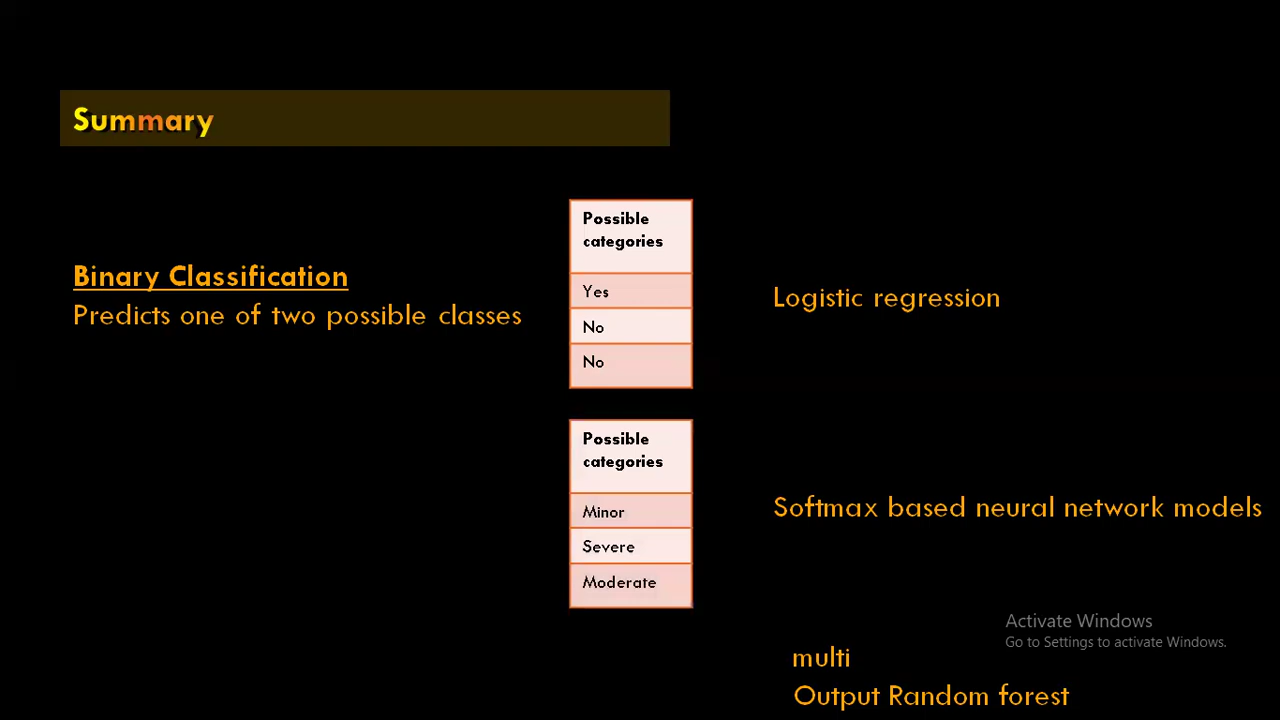 Summary
Binary Classification
Predicts one of two possible classes
Possible
categories
Yes
No
No
Logistic regression
Possible
categories
Minor
Severe
Moderate
Softmax based neural network models
Activate Windows
Go to Settings to activate Windows.
multi
Output Random forest